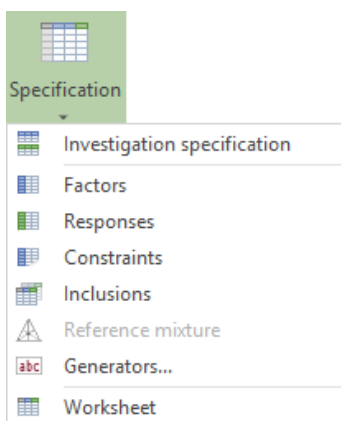 Specification
Investigation specification
Factors
Responses
Constraints
Inclusions
Reference mixture
abc Generators...
Worksheet